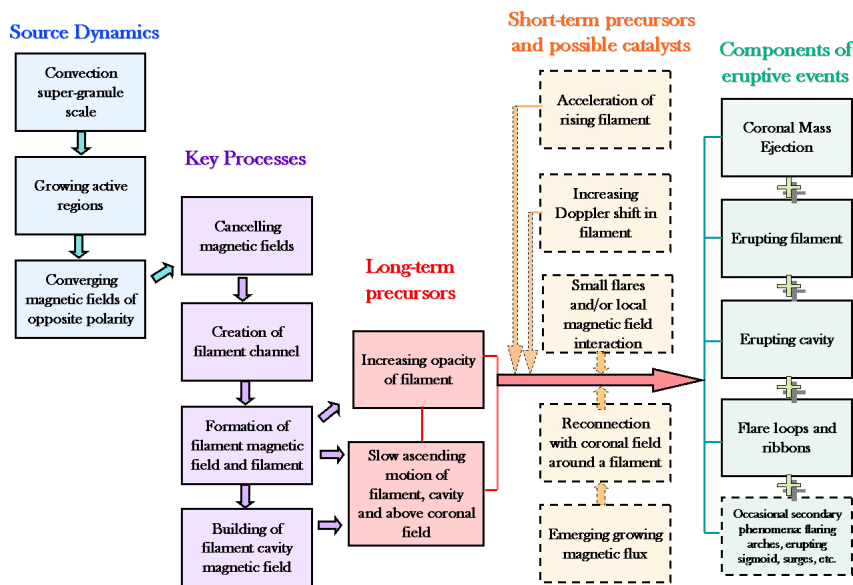 Source Dynamics
Convection
super-granule
scale
Growing active
regions
Converging
magnetic fields of
opposite polarity
Key Processes
Cancelling
magnetic fields
Creation of
filament channel
Formation of
filament magnetic
field and filament
Building of
filament cavity
magnetic field
Long-term
precursors
Increasing opacity
of filament
Slow ascending
motion of
filament, cavity
and above coronal
field
Short-term precursors
and possible catalysts
Acceleration of
rising filament
Increasing
Doppler shift in
filament
Small flares
and/or local
magnetic field
interaction
Reconnection
with coronal field
around a filament
Emerging growing
magnetic flux
Components of
eruptive events
Coronal Mass
Ejection
Erupting filament
Erupting cavity
Flare loops and
ribbons
Occasional secondary
phenomena: flaring
arches, erupting
sigmoid, surges, etc.